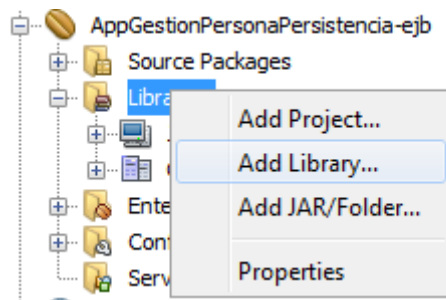 AppGestionPersonaPersistencia-ejb
Source Packages
Add Project...
Add Library...
Add JAR/Folder...
Properties